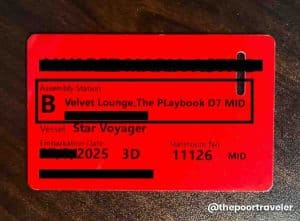 Assembly Station
B Velvet Lounge,The PLaybook D7 MID
Vessel Star Voyager
Embarkation Date
2025 3D
Stateroom No
11126 MID
@thepoortraveler